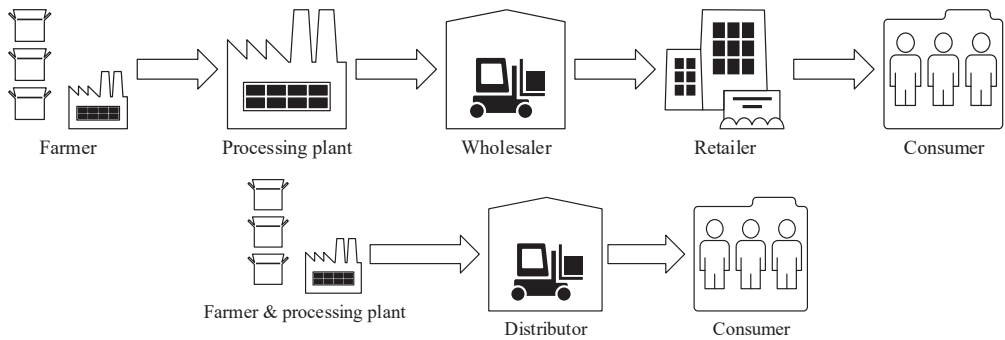 Farmer
Processing plant
Wholesaler
Retailer
Consumer
Farmer & processing plant
Distributor
Consumer